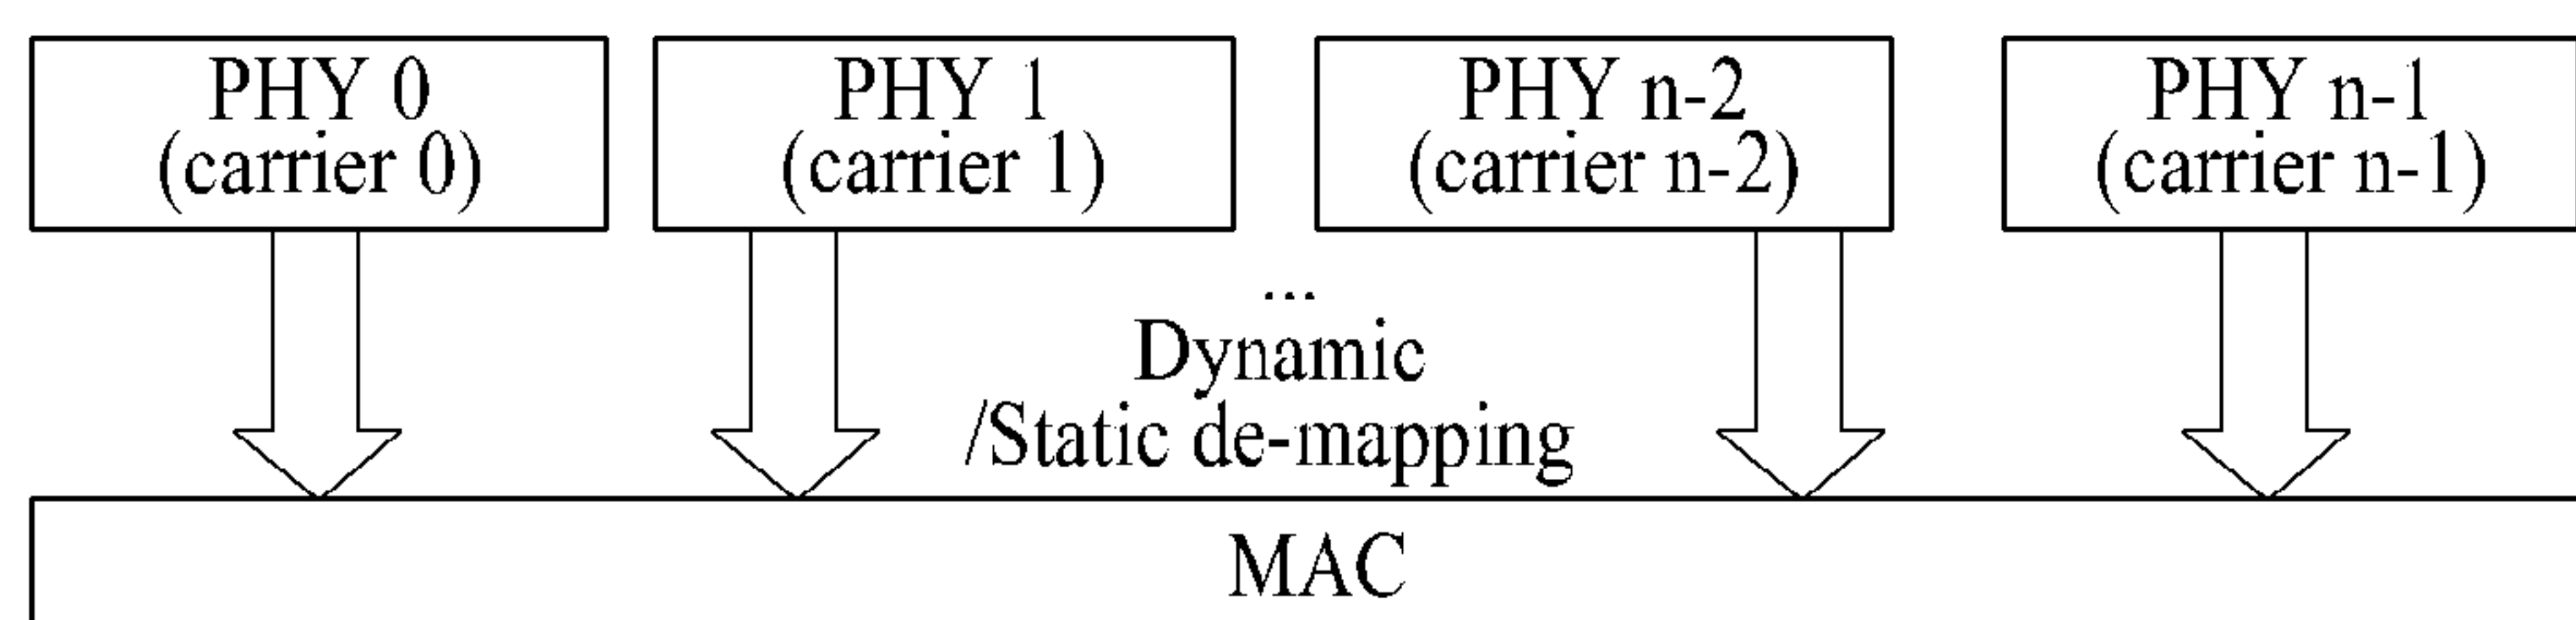 PHY 0
(carrier 0)
PHY 1
(carrier 1)
PHY n-2
(carrier n-2)
PHY n-1
(carrier n-1)
...
Dynamic
/Static de-mapping
MAC